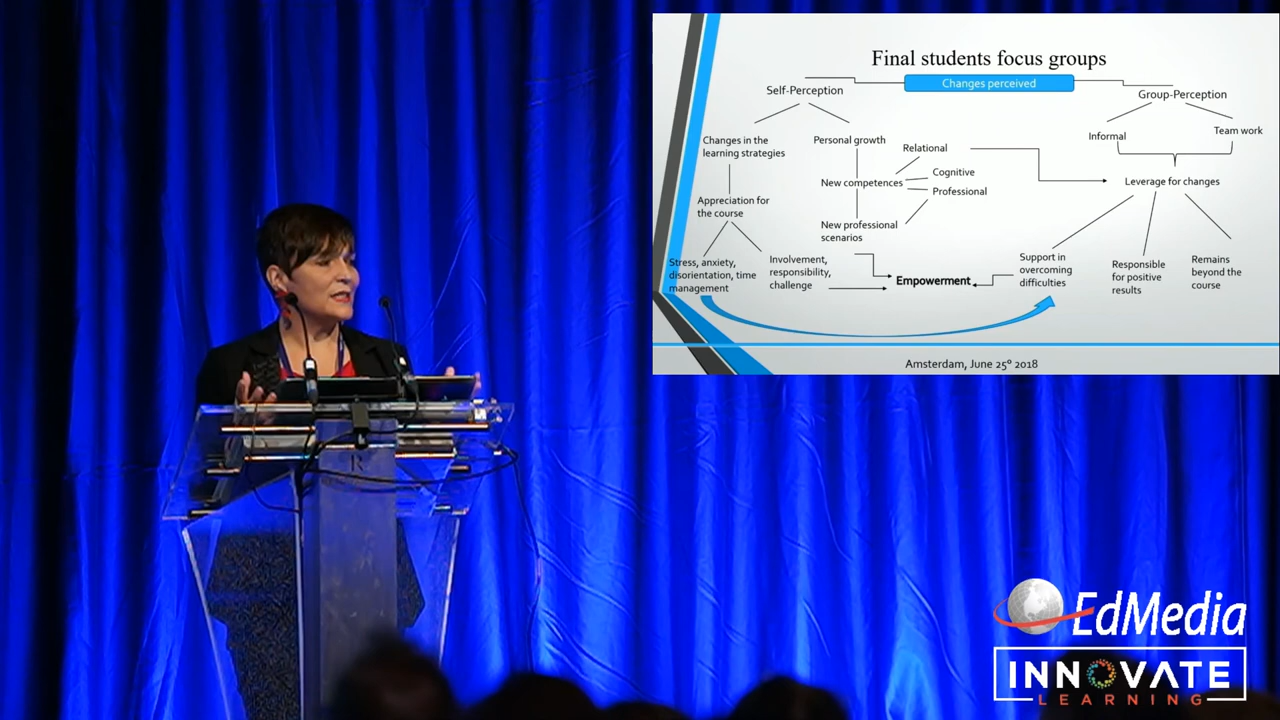 Final students focus groups
Changes perceived
Self-Perception
Group-Perception
Changes in the
learning strategies
Personal growth
Relational
Informal
Team work
New competences
Cognitive
Professional
Leverage for changes
Appreciation for
the course
New professional
scenarios
Stress, anxiety,
disorientation, time
management
Involvement,
responsibility,
challenge
Empowerment
Support in
overcoming
difficulties
Responsible
for positive
results
Remains
beyond the
course
Amsterdam, June 25º 2018
R
EdMedia
INNOVATE
LEARNING